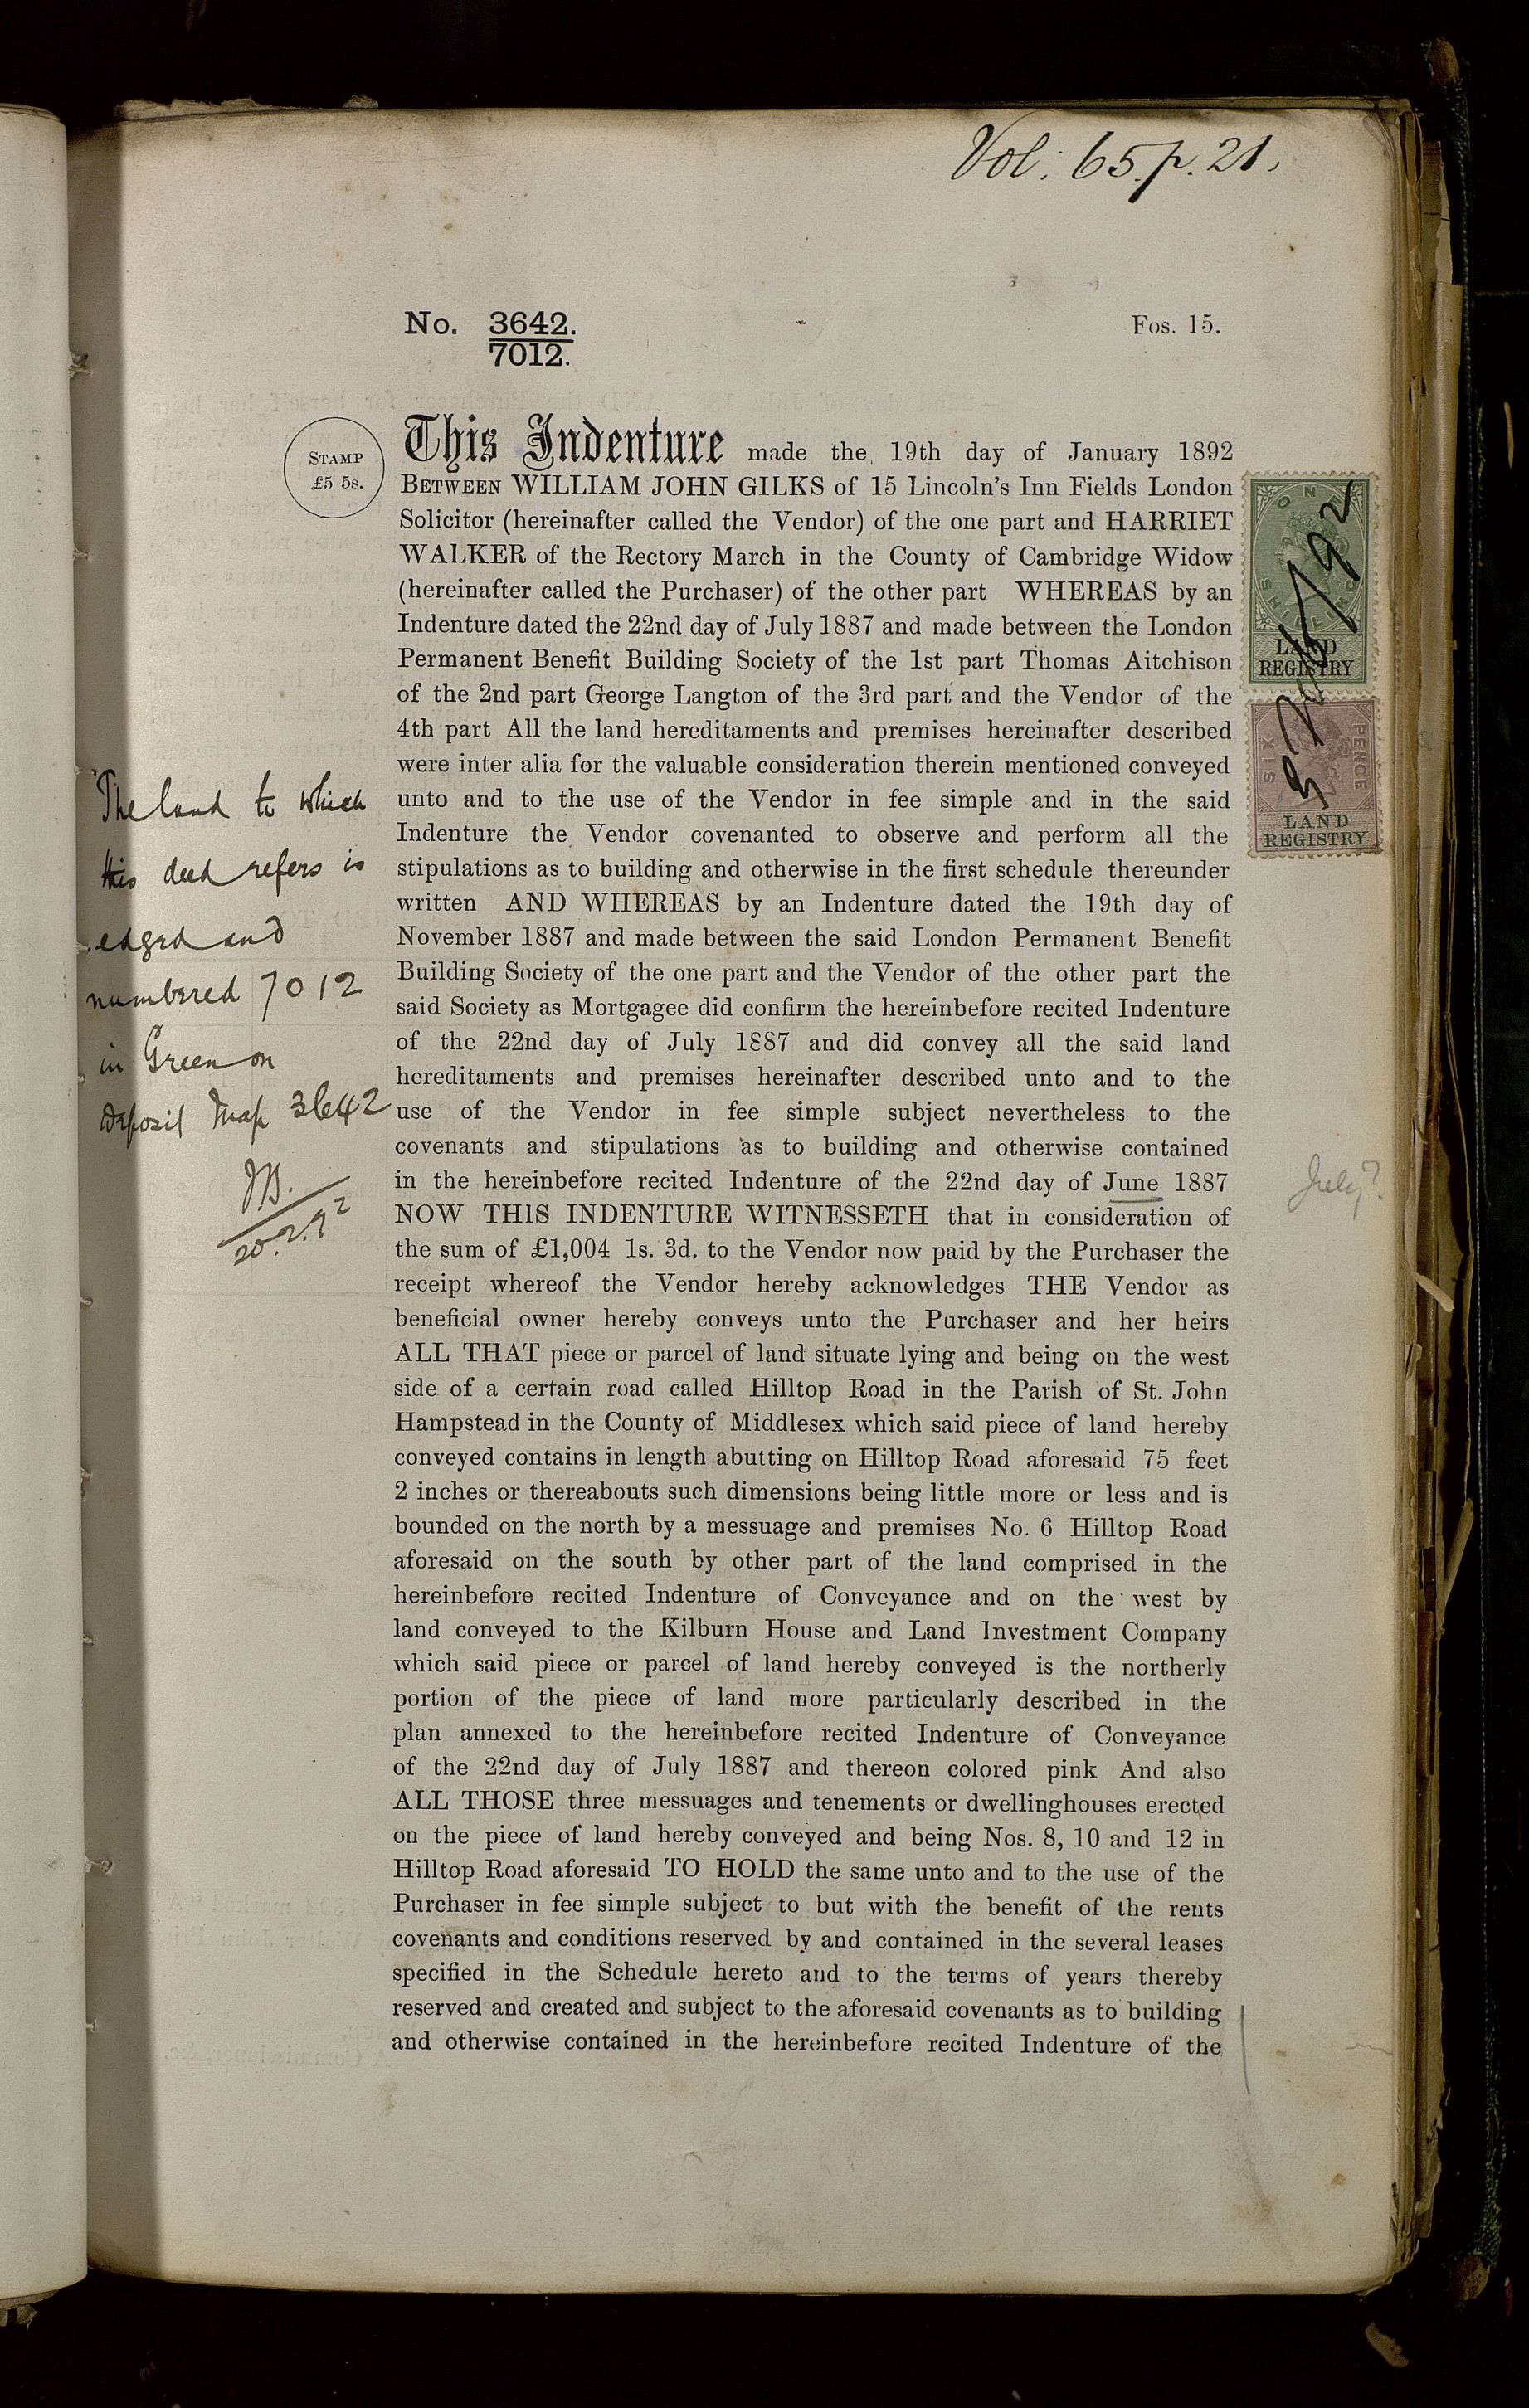 Vol: 65. p. 21.
No. 3642.
7012.
Fos. 15.
STAMP
£5 5s.
This Indenture made the 19th day of January 1892
BETWEEN WILLIAM JOHN GILKS of 15 Lincoln's Inn Fields London
Solicitor (hereinafter called the Vendor) of the one part and HARRIET
WALKER of the Rectory March in the County of Cambridge Widow
(hereinafter called the Purchaser) of the other part WHEREAS by an
Indenture dated the 22nd day of July 1887 and made between the London
Permanent Benefit Building Society of the 1st part Thomas Aitchison
of the 2nd part George Langton of the 3rd part and the Vendor of the
4th part All the land hereditaments and premises hereinafter described
were inter alia for the valuable consideration therein mentioned conveyed
unto and to the use of the Vendor in fee simple and in the said
Indenture the Vendor covenanted to observe and perform all the
stipulations as to building and otherwise in the first schedule thereunder
written AND WHEREAS by an Indenture dated the 19th day of
November 1887 and made between the said London Permanent Benefit
Building Society of the one part and the Vendor of the other part the
said Society as Mortgagee did confirm the hereinbefore recited Indenture
of the 22nd day of July 1887 and did convey all the said land
hereditaments and premises hereinafter described unto and to the
use of the Vendor in fee simple subject nevertheless to the
covenants and stipulations as to building and otherwise contained
in the hereinbefore recited Indenture of the 22nd day of June 1887
NOW THIS INDENTURE WITNESSETH that in consideration of
the sum of £1,004 1s. 3d. to the Vendor now paid by the Purchaser the
receipt whereof the Vendor hereby acknowledges THE Vendor as
beneficial owner hereby conveys unto the Purchaser and her heirs
ALL THAT piece or parcel of land situate lying and being on the west
side of a certain road called Hilltop Road in the Parish of St. John
Hampstead in the County of Middlesex which said piece of land hereby
conveyed contains in length abutting on Hilltop Road aforesaid 75 feet
2 inches or thereabouts such dimensions being little more or less and is
bounded on the north by a messuage and premises No. 6 Hilltop Road
aforesaid on the south by other part of the land comprised in the
hereinbefore recited Indenture of Conveyance and on the west by
land conveyed to the Kilburn House and Land Investment Company
which said piece or parcel of land hereby conveyed is the northerly
portion of the piece of land more particularly described in the
plan annexed to the hereinbefore recited Indenture of Conveyance
of the 22nd day of July 1887 and thereon colored pink And also
ALL THOSE three messuages and tenements or dwellinghouses erected
on the piece of land hereby conveyed and being Nos. 8, 10 and 12 in
Hilltop Road aforesaid TO HOLD the same unto and to the use of the
Purchaser in fee simple subject to but with the benefit of the rents
covenants and conditions reserved by and contained in the several leases
specified in the Schedule hereto and to the terms of years thereby
reserved and created and subject to the aforesaid covenants as to building
and otherwise contained in the hereinbefore recited Indenture of the
The land to which
this deed refers is
edged and
numbered 7012
in Green on
deposit Map 3642
20.2.92
ONE
SHILLING
LAND
REGISTRY
SIX
PENCE
LAND
REGISTRY
July?